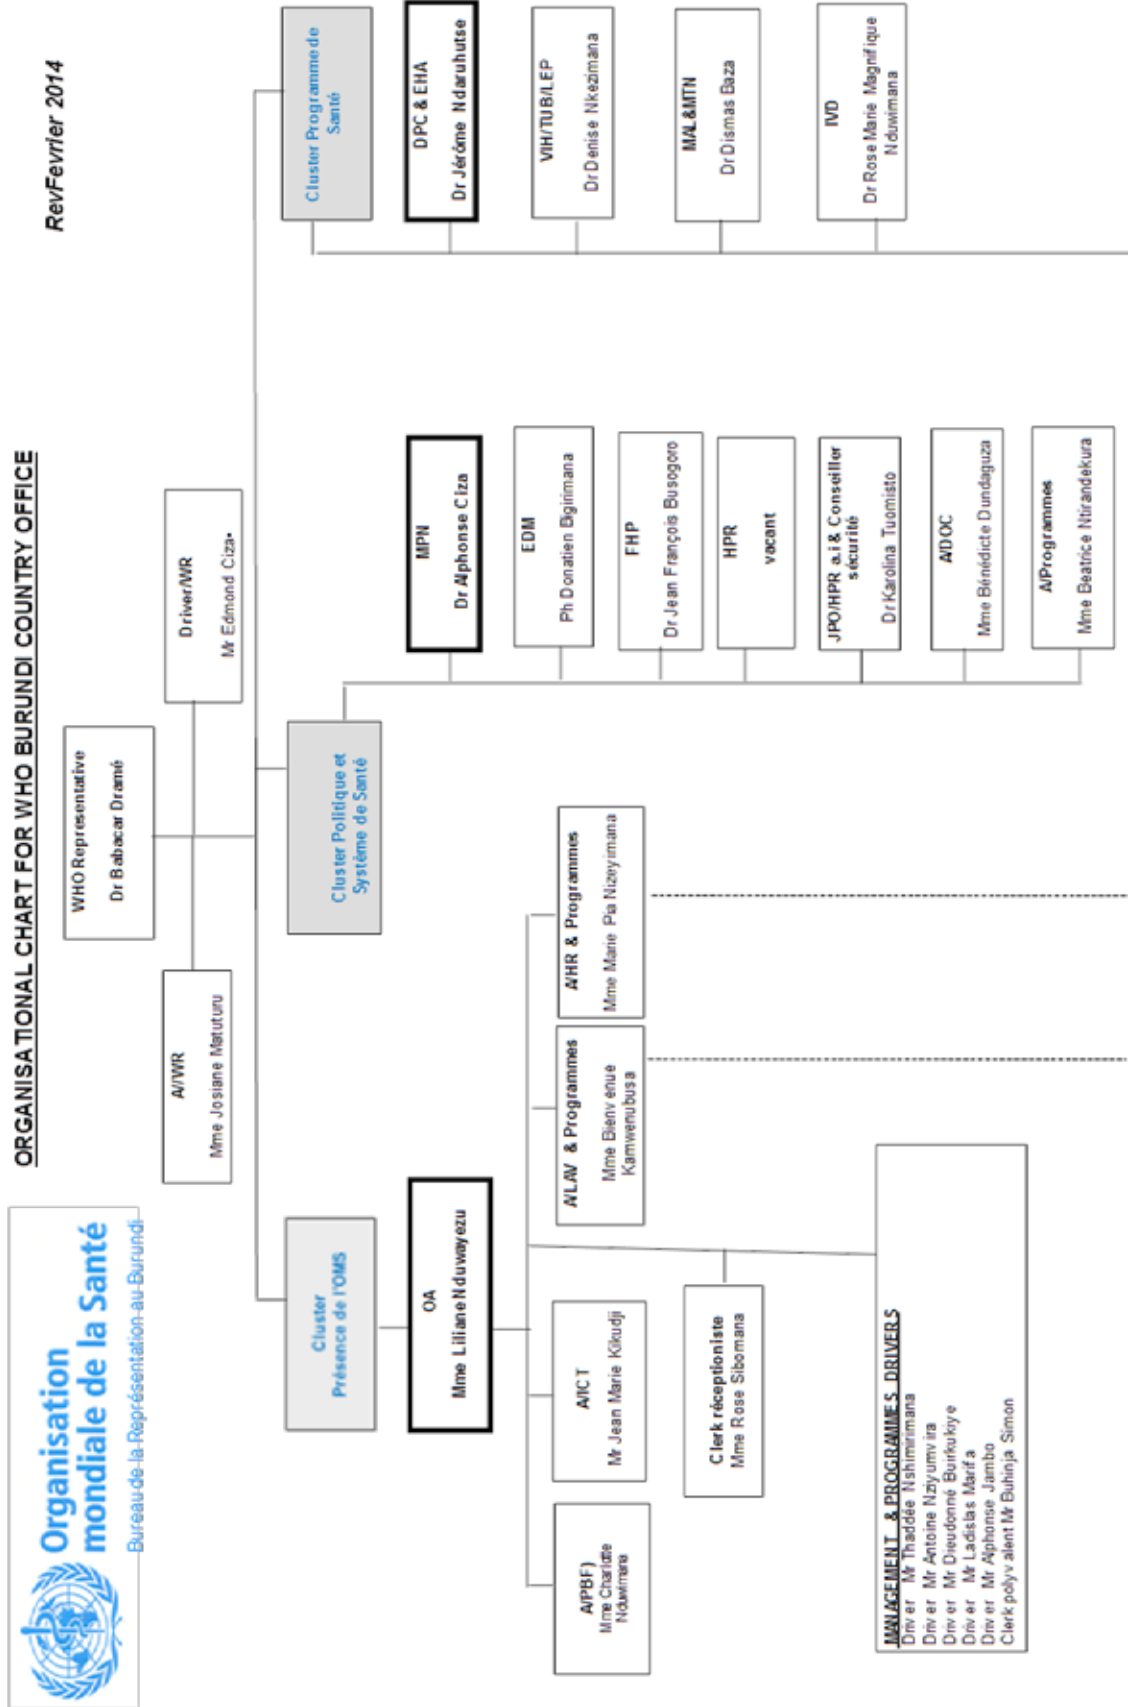 Organisation
mondiale de la Santé
Bureau de la Représentation au Burundi
ORGANISATIONAL CHART FOR WHO BURUNDI COUNTRY OFFICE
RevFevrier 2014
WHO Representative
Dr Babacar Dramé
A//WR
Mme Josiane Matuturu
Driver/WR
Mr Edmond Ciza•
Cluster
Présence de l'OMS
Cluster Politique et
Système de Santé
Cluster Programme de
Santé
OA
Mme Liliane Nduwayezu
A/PBF)
Mme Charlotte
Nduwimana
A/ICT
Mr Jean Marie Kikudji
A/LAV & Programmes
Mme Bienvenue
Kamwenubusa
A/HR & Programmes
Mme Marie Pia Nizeyimana
Clerk réceptioniste
Mme Rose Sibomana
MANAGEMENT & PROGRAMMES DRIVERS
Driver Mr Thaddée Nshimirimana
Driver Mr Antoine Nziyumvira
Driver Mr Dieudonné Buirkukiye
Driver Mr Ladislas Marifa
Driver Mr Alphonse Jambo
Clerk polyvalent Mr Buhinja Simon
MPN
Dr Alphonse Ciza
EDM
Ph Donatien Bigirimana
FHP
Dr Jean François Busogoro
HPR
vacant
JPO/HPR a.i & Conseiller
sécurité
Dr Karolina Tuomisto
A/DOC
Mme Bénédicte Dundaguza
A/Programmes
Mme Beatrice Ntirandekura
DPC & EHA
Dr Jérôme Ndaruhutse
VIH/TUB/LEP
Dr Denise Nkezimana
MAL&MTN
Dr Dismas Baza
IVD
Dr Rose Marie Magnifique
Nduwimana